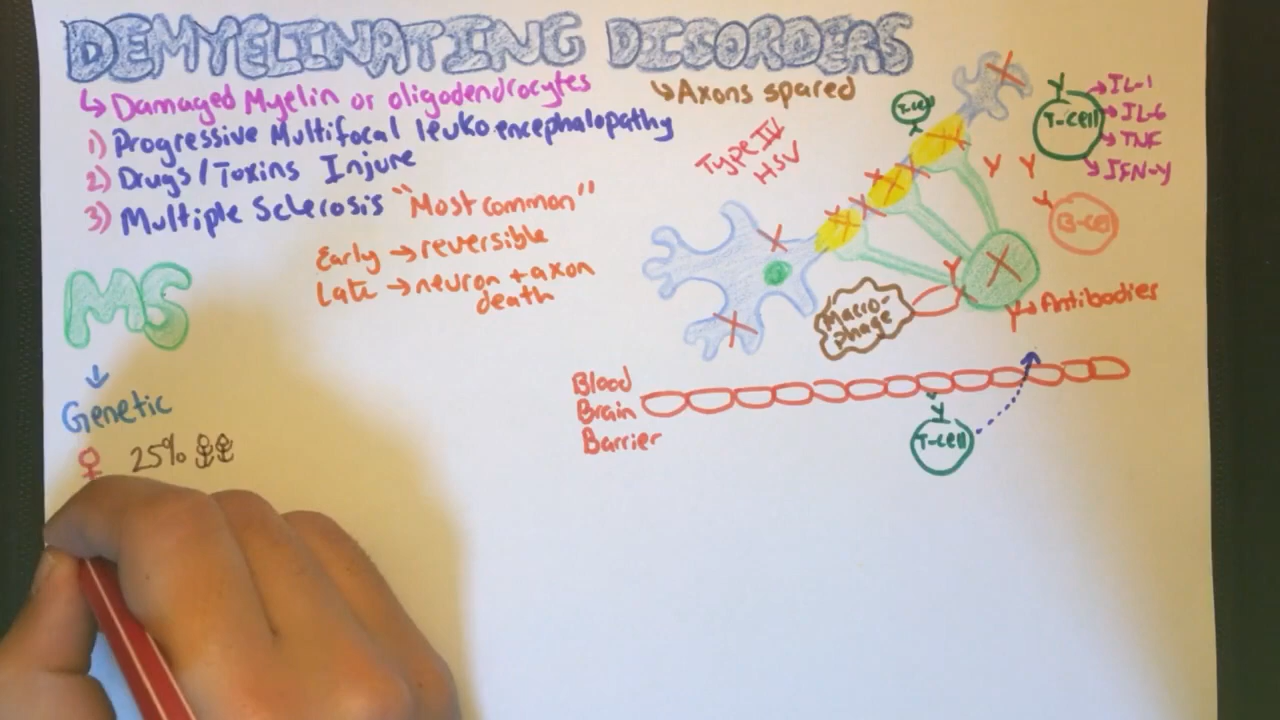 DEMYELINATING DISORDERS
↳ Damaged Myelin or oligodendrocytes
↳ Axons spared
1) Progressive Multifocal leukoencephalopathy
2) Drugs/Toxins Injure
3) Multiple Sclerosis "Most common"
Early → reversible
Late → neuron + axon
death
MS
↓
Genetic
♀ 25%
Type IV
HSV
T-cell
T-cell
→ IL-1
→ IL-6
→ TNF
→ IFN-γ
B-cell
Macro-
phage
Antibodies
Blood
Brain
Barrier
T-cell